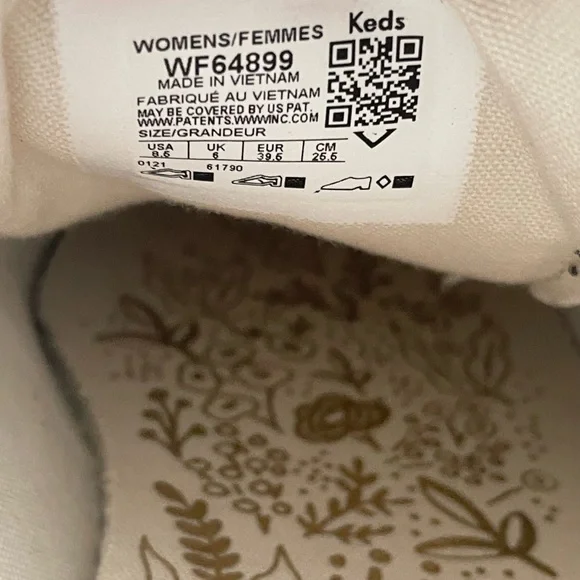 Keds
WOMENS/FEMMES
WF64899
MADE IN VIETNAM
FABRIQUÉ AU VIETNAM
MAY BE COVERED BY US PAT.
WWW.PATENTS.WWWINC.COM
SIZE/GRANDEUR
USA UK EUR CM
8.5 6 39.5 25.5
0121 61790